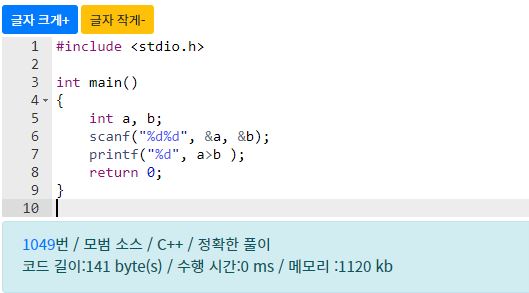 글자 크게+ 글자 작게-
1 #include <stdio.h>
2
3 int main()
4 {
5 int a, b;
6 scanf("%d%d", &a, &b);
7 printf("%d", a>b );
8 return 0;
9 }
10
1049번 / 모범 소스 / C++ / 정확한 풀이
코드 길이:141 byte(s) / 수행 시간:0 ms / 메모리 :1120 kb